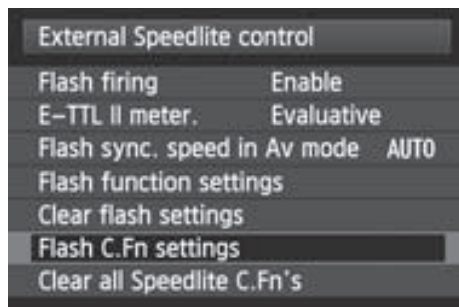 External Speedlite control
Flash firing Enable
E-TTL II meter. Evaluative
Flash sync. speed in Av mode AUTO
Flash function settings
Clear flash settings
Flash C.Fn settings
Clear all Speedlite C.Fn's